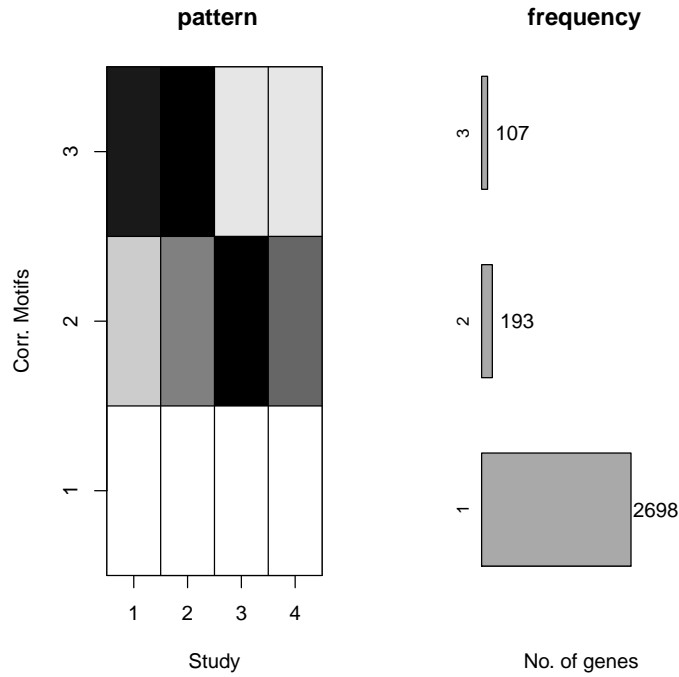 pattern
frequency
Corr. Motifs
3
2
1
1 2 3 4
Study
3
107
2
193
1
2698
No. of genes